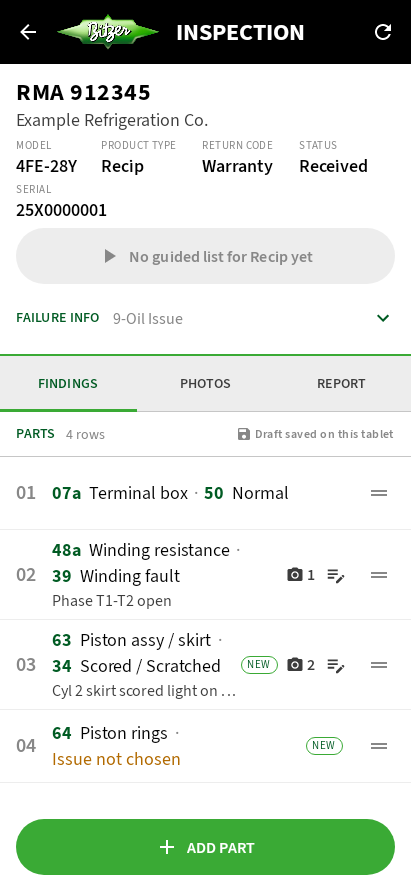 Bitzer INSPECTION
RMA 912345
Example Refrigeration Co.
MODEL PRODUCT TYPE RETURN CODE STATUS
4FE-28Y Recip Warranty Received
SERIAL
25X0000001
No guided list for Recip yet
FAILURE INFO 9-Oil Issue
FINDINGS PHOTOS REPORT
PARTS 4 rows Draft saved on this tablet
01 07a Terminal box · 50 Normal
48a Winding resistance ·
02 39 Winding fault 1
Phase T1-T2 open
63 Piston assy / skirt ·
03 34 Scored / Scratched NEW 2
Cyl 2 skirt scored light on …
64 Piston rings ·
04 NEW
Issue not chosen
ADD PART